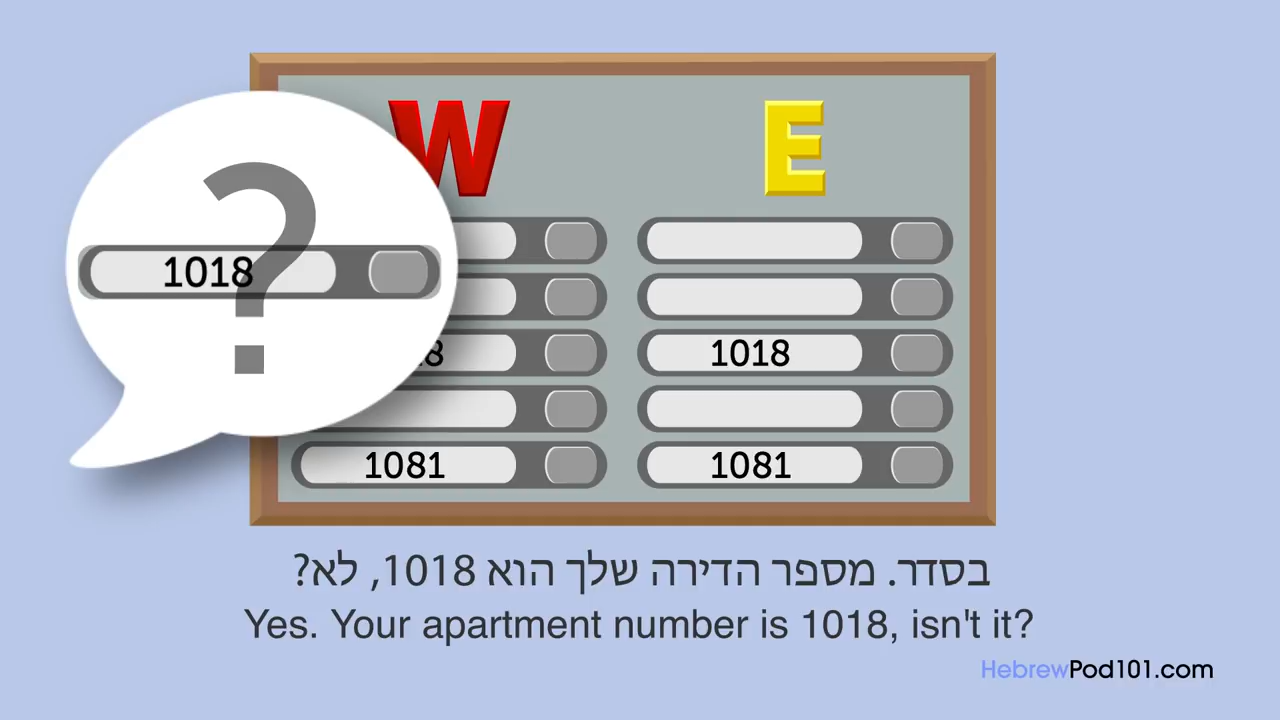 W E
1018
1018
1081 1081
בסדר. מספר הדירה שלך הוא 1018, לא?
Yes. Your apartment number is 1018, isn't it?
HebrewPod101.com